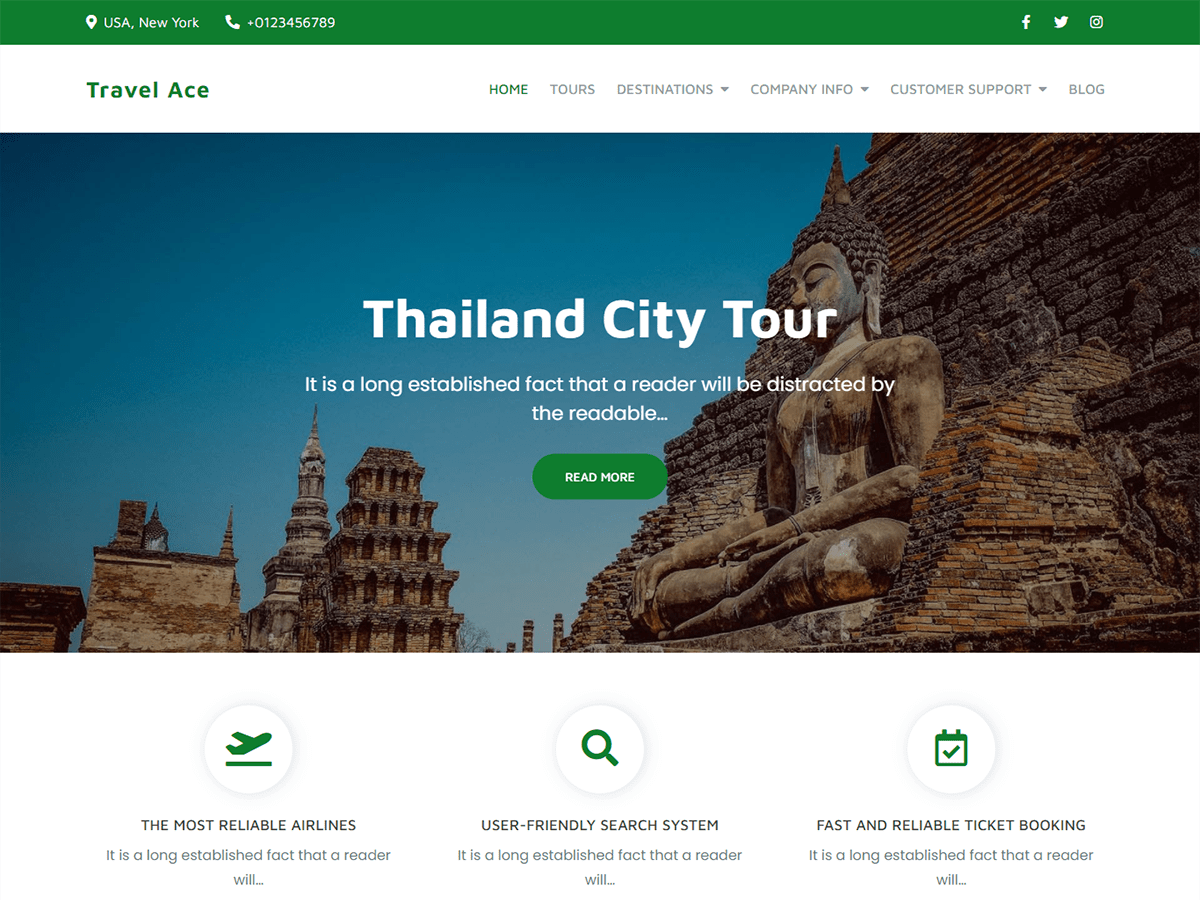 USA, New York +0123456789
Travel Ace
HOME TOURS DESTINATIONS COMPANY INFO CUSTOMER SUPPORT BLOG
Thailand City Tour
It is a long established fact that a reader will be distracted by
the readable...
READ MORE
THE MOST RELIABLE AIRLINES
It is a long established fact that a reader
will...
USER-FRIENDLY SEARCH SYSTEM
It is a long established fact that a reader
will...
FAST AND RELIABLE TICKET BOOKING
It is a long established fact that a reader
will...